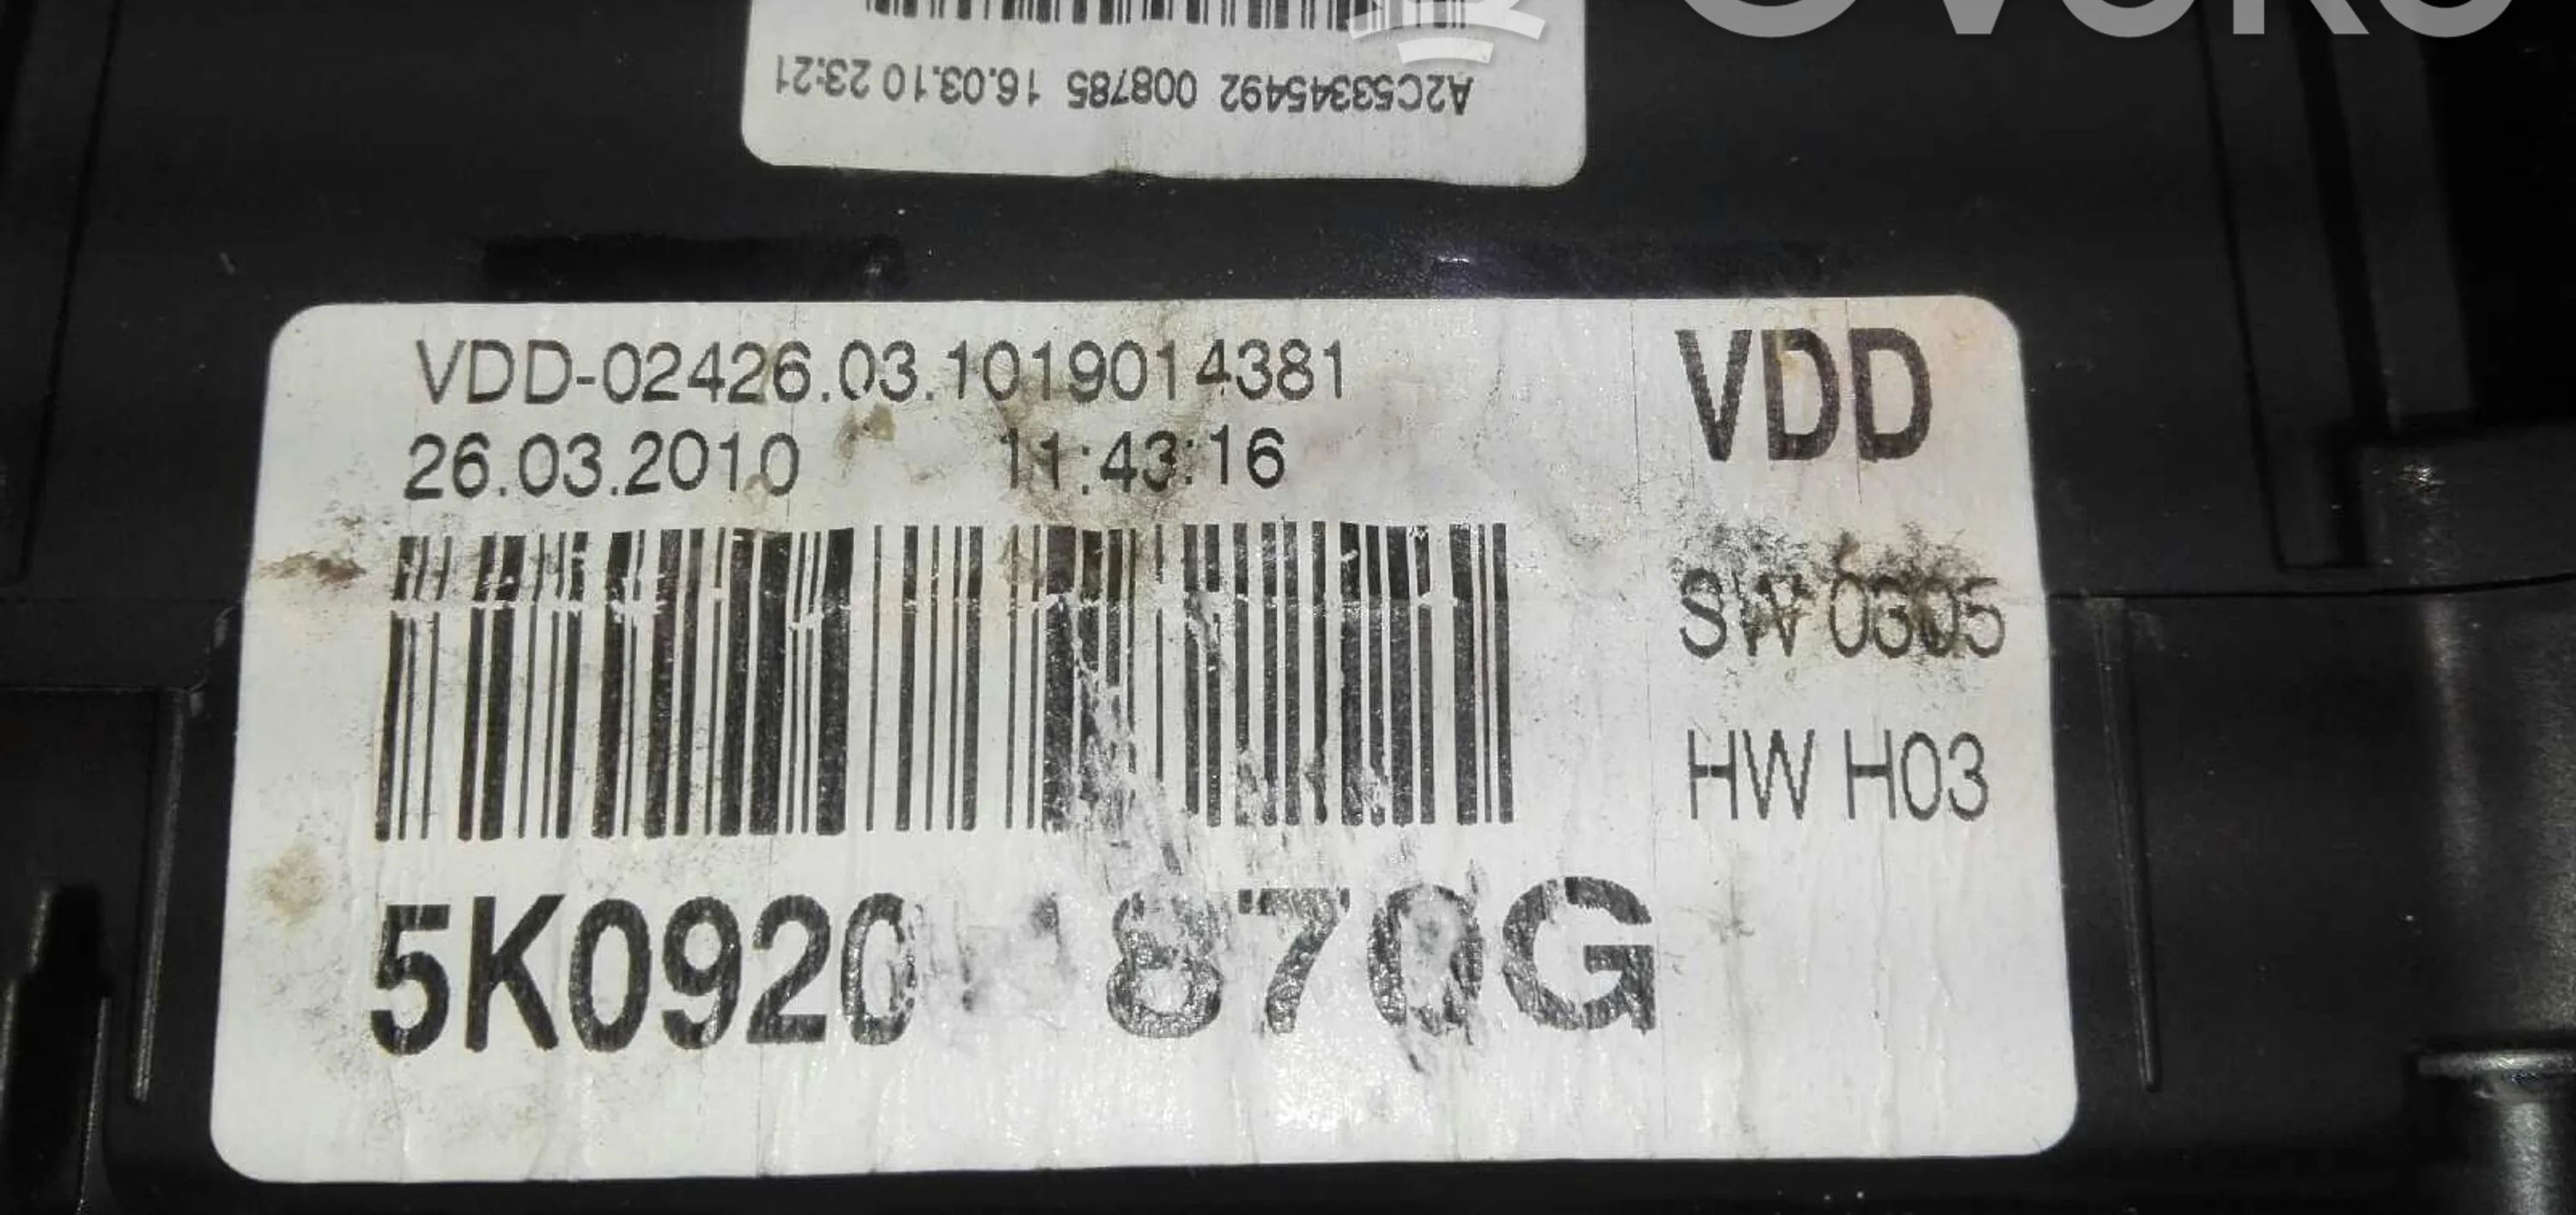 A2C53345492 008785 16.03.10 23:21
VDD-02426.03.1019014381
26.03.2010 11:43:16
VDD
SW 0305
HW H03
5K0920 870G